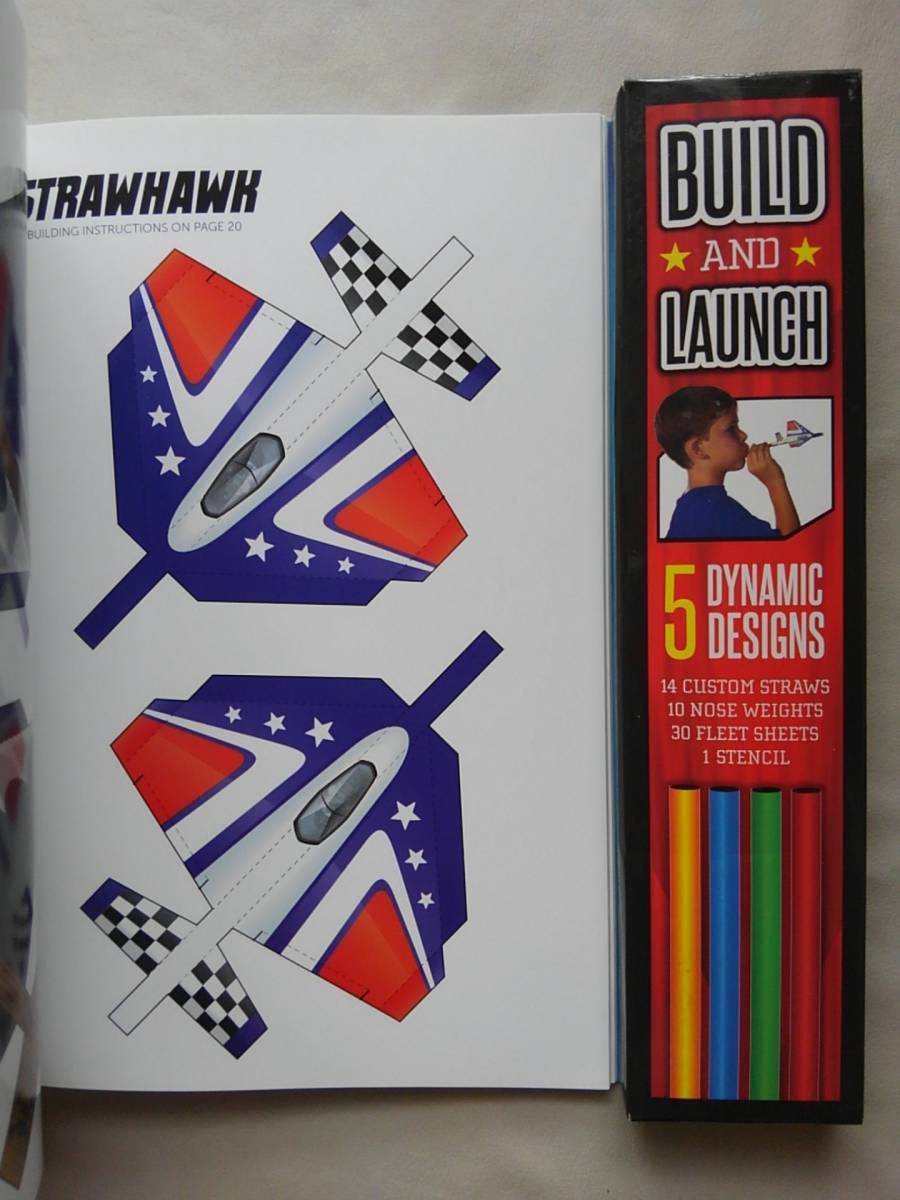 STRAWHAWK
BUILDING INSTRUCTIONS ON PAGE 20
BUILD
AND
LAUNCH
5 DYNAMIC
DESIGNS
14 CUSTOM STRAWS
10 NOSE WEIGHTS
30 FLEET SHEETS
1 STENCIL